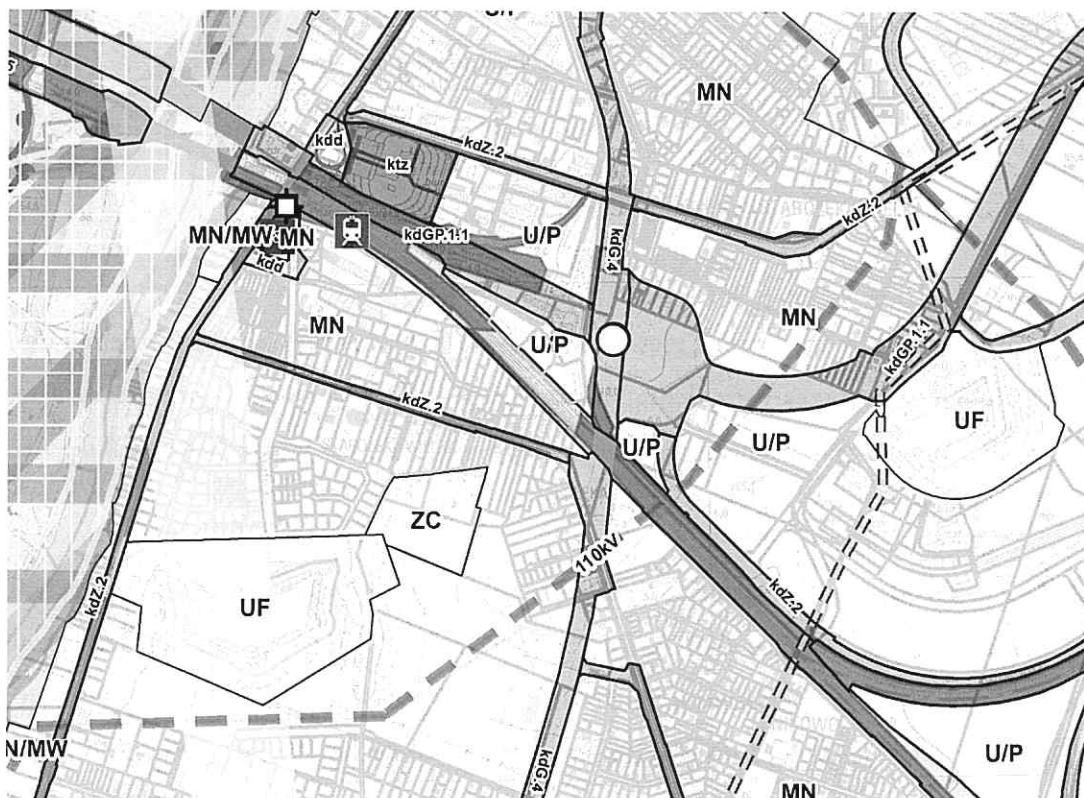 U/P
MN
kdZ.2
kdd
ktz
kdZ.2
MN/MW MN
kdGP.1.1
U/P
kdG.4
kdd
MN
MN
U/P
kdGP.1.1
kdZ.2
UF
U/P
U/P
ZC
110kV
UF
kdZ.2
kdZ.2
N/MW
kdG.4
U/P
MN